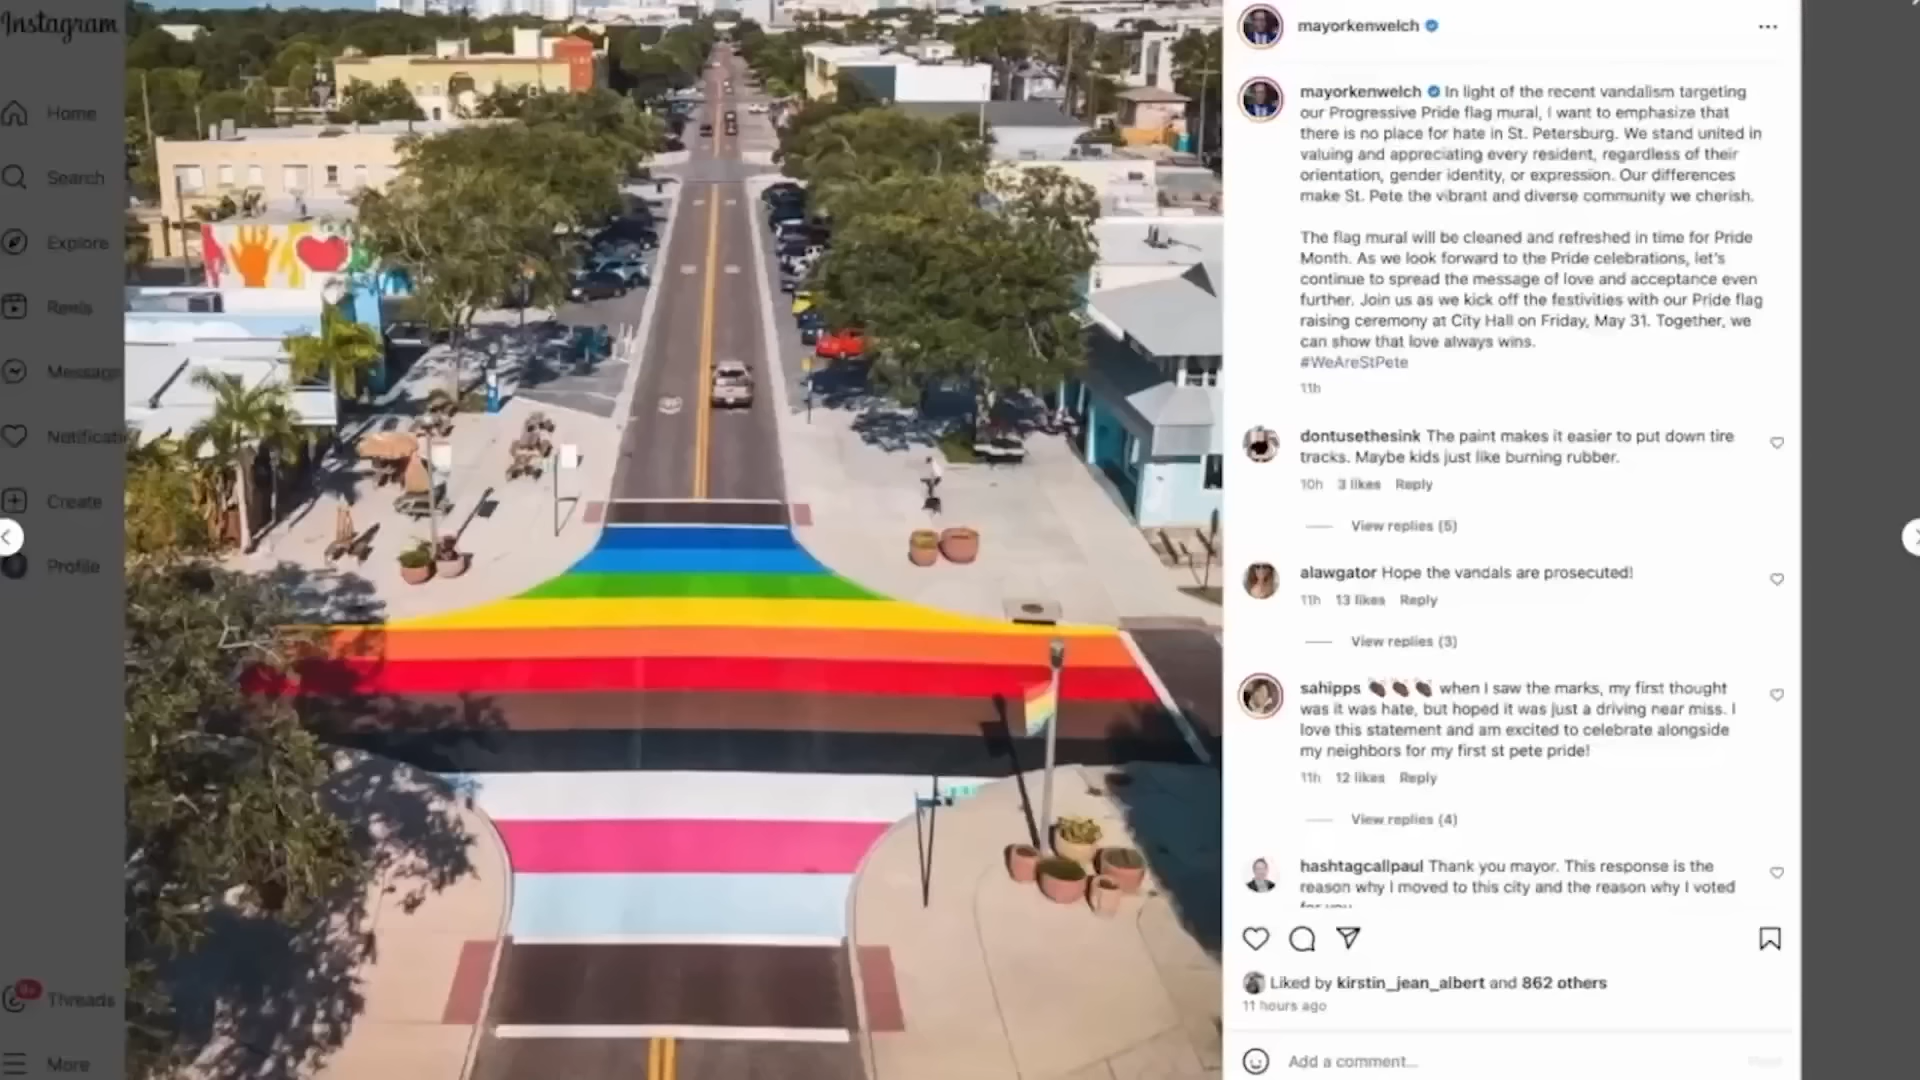 Instagram
Home
Search
Explore
Reels
Message
Notificati
Create
Profile
9+
Threads
More
mayorkenwelch
mayorkenwelch In light of the recent vandalism targeting
our Progressive Pride flag mural, I want to emphasize that
there is no place for hate in St. Petersburg. We stand united in
valuing and appreciating every resident, regardless of their
orientation, gender identity, or expression. Our differences
make St. Pete the vibrant and diverse community we cherish.
The flag mural will be cleaned and refreshed in time for Pride
Month. As we look forward to the Pride celebrations, let's
continue to spread the message of love and acceptance even
further. Join us as we kick off the festivities with our Pride flag
raising ceremony at City Hall on Friday, May 31. Together, we
can show that love always wins.
#WeAreStPete
11h
dontusethesink The paint makes it easier to put down tire
tracks. Maybe kids just like burning rubber.
10h 3 likes Reply
View replies (5)
alawgator Hope the vandals are prosecuted!
11h 13 likes Reply
View replies (3)
sahipps when I saw the marks, my first thought
was it was hate, but hoped it was just a driving near miss. I
love this statement and am excited to celebrate alongside
my neighbors for my first st pete pride!
11h 12 likes Reply
View replies (4)
hashtagcallpaul Thank you mayor. This response is the
reason why I moved to this city and the reason why I voted
for you
Liked by kirstin_jean_albert and 862 others
11 hours ago
Add a comment...
Post